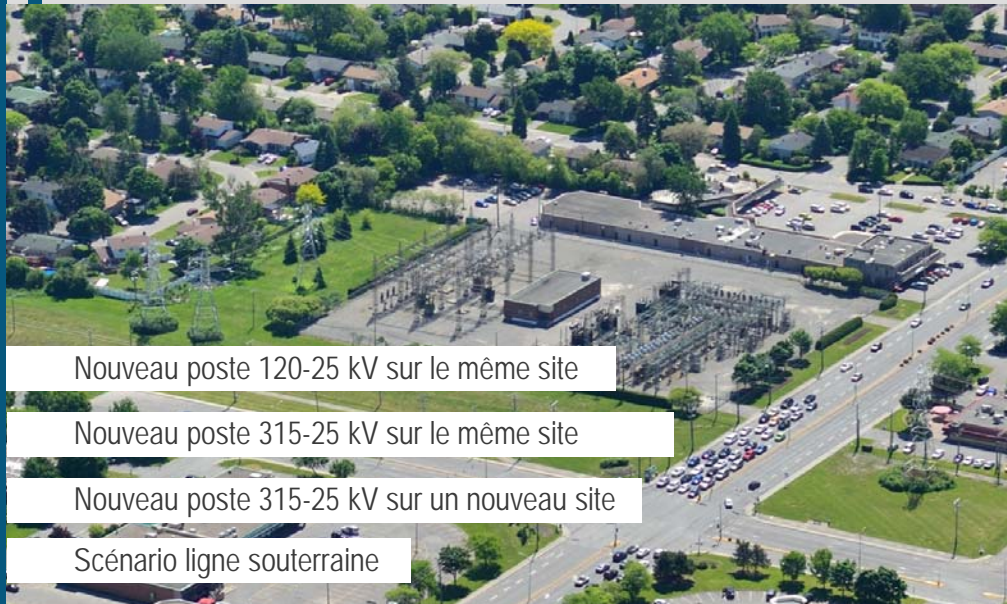 Nouveau poste 120-25 kV sur le même site
Nouveau poste 315-25 kV sur le même site
Nouveau poste 315-25 kV sur un nouveau site
Scénario ligne souterraine